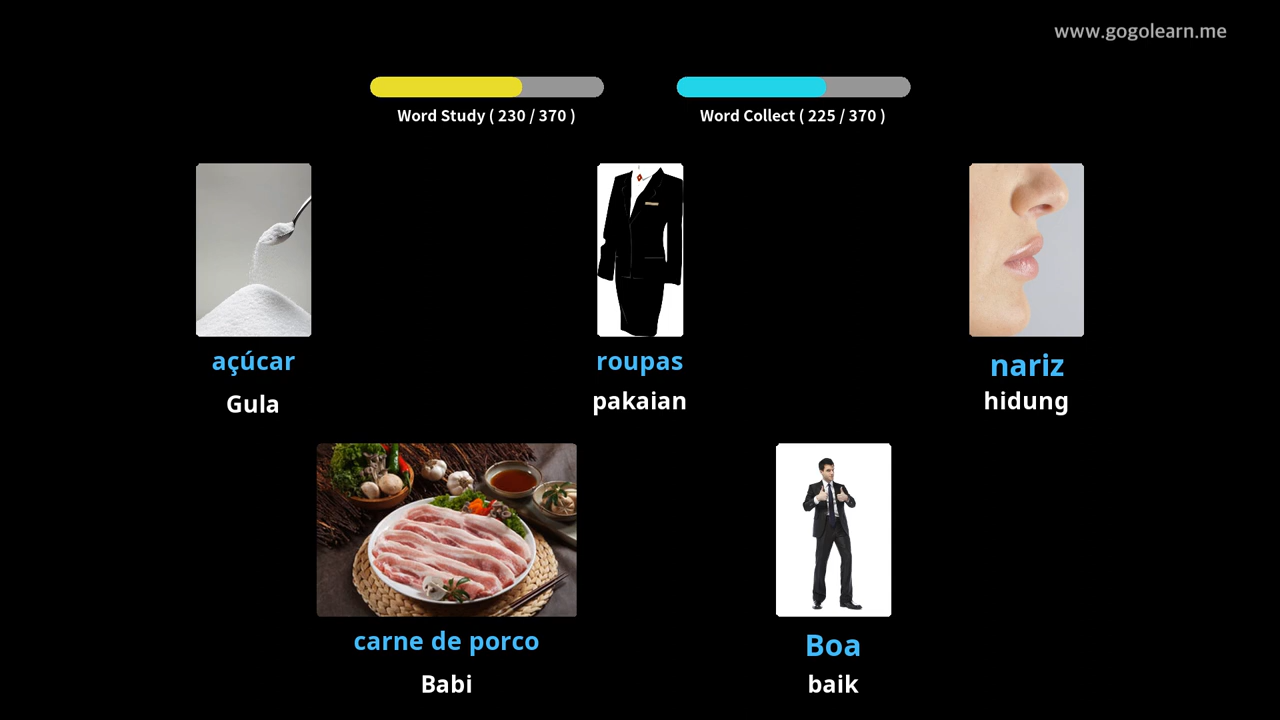 www.gogolearn.me
Word Study ( 230 / 370 )
Word Collect ( 225 / 370 )
açúcar
Gula
roupas
pakaian
nariz
hidung
carne de porco
Babi
Boa
baik